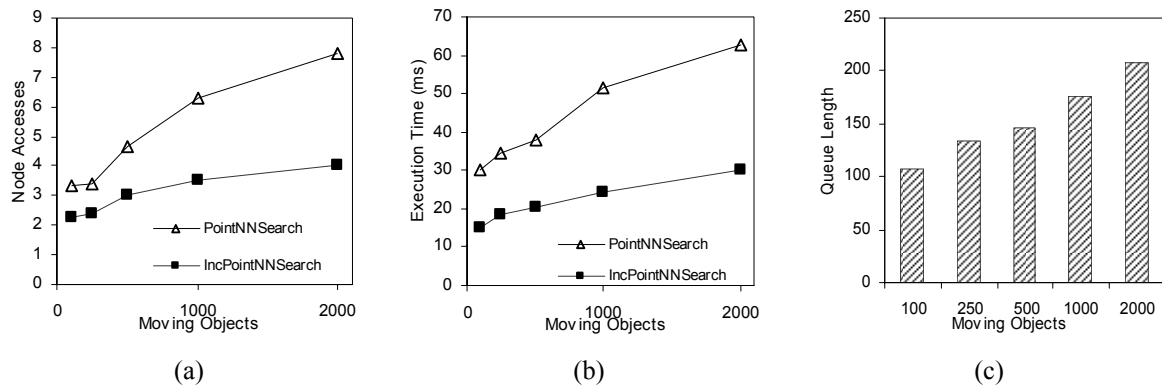 9
8
7
6
5
4
3
2
1
0
Node Accesses
PointNNSearch
IncPointNNSearch
0 1000 2000
Moving Objects
(a)
70
60
50
40
30
20
10
0
Execution Time (ms)
PointNNSearch
IncPointNNSearch
0 1000 2000
Moving Objects
(b)
250
200
150
100
50
0
Queue Length
100 250 500 1000 2000
Moving Objects
(c)